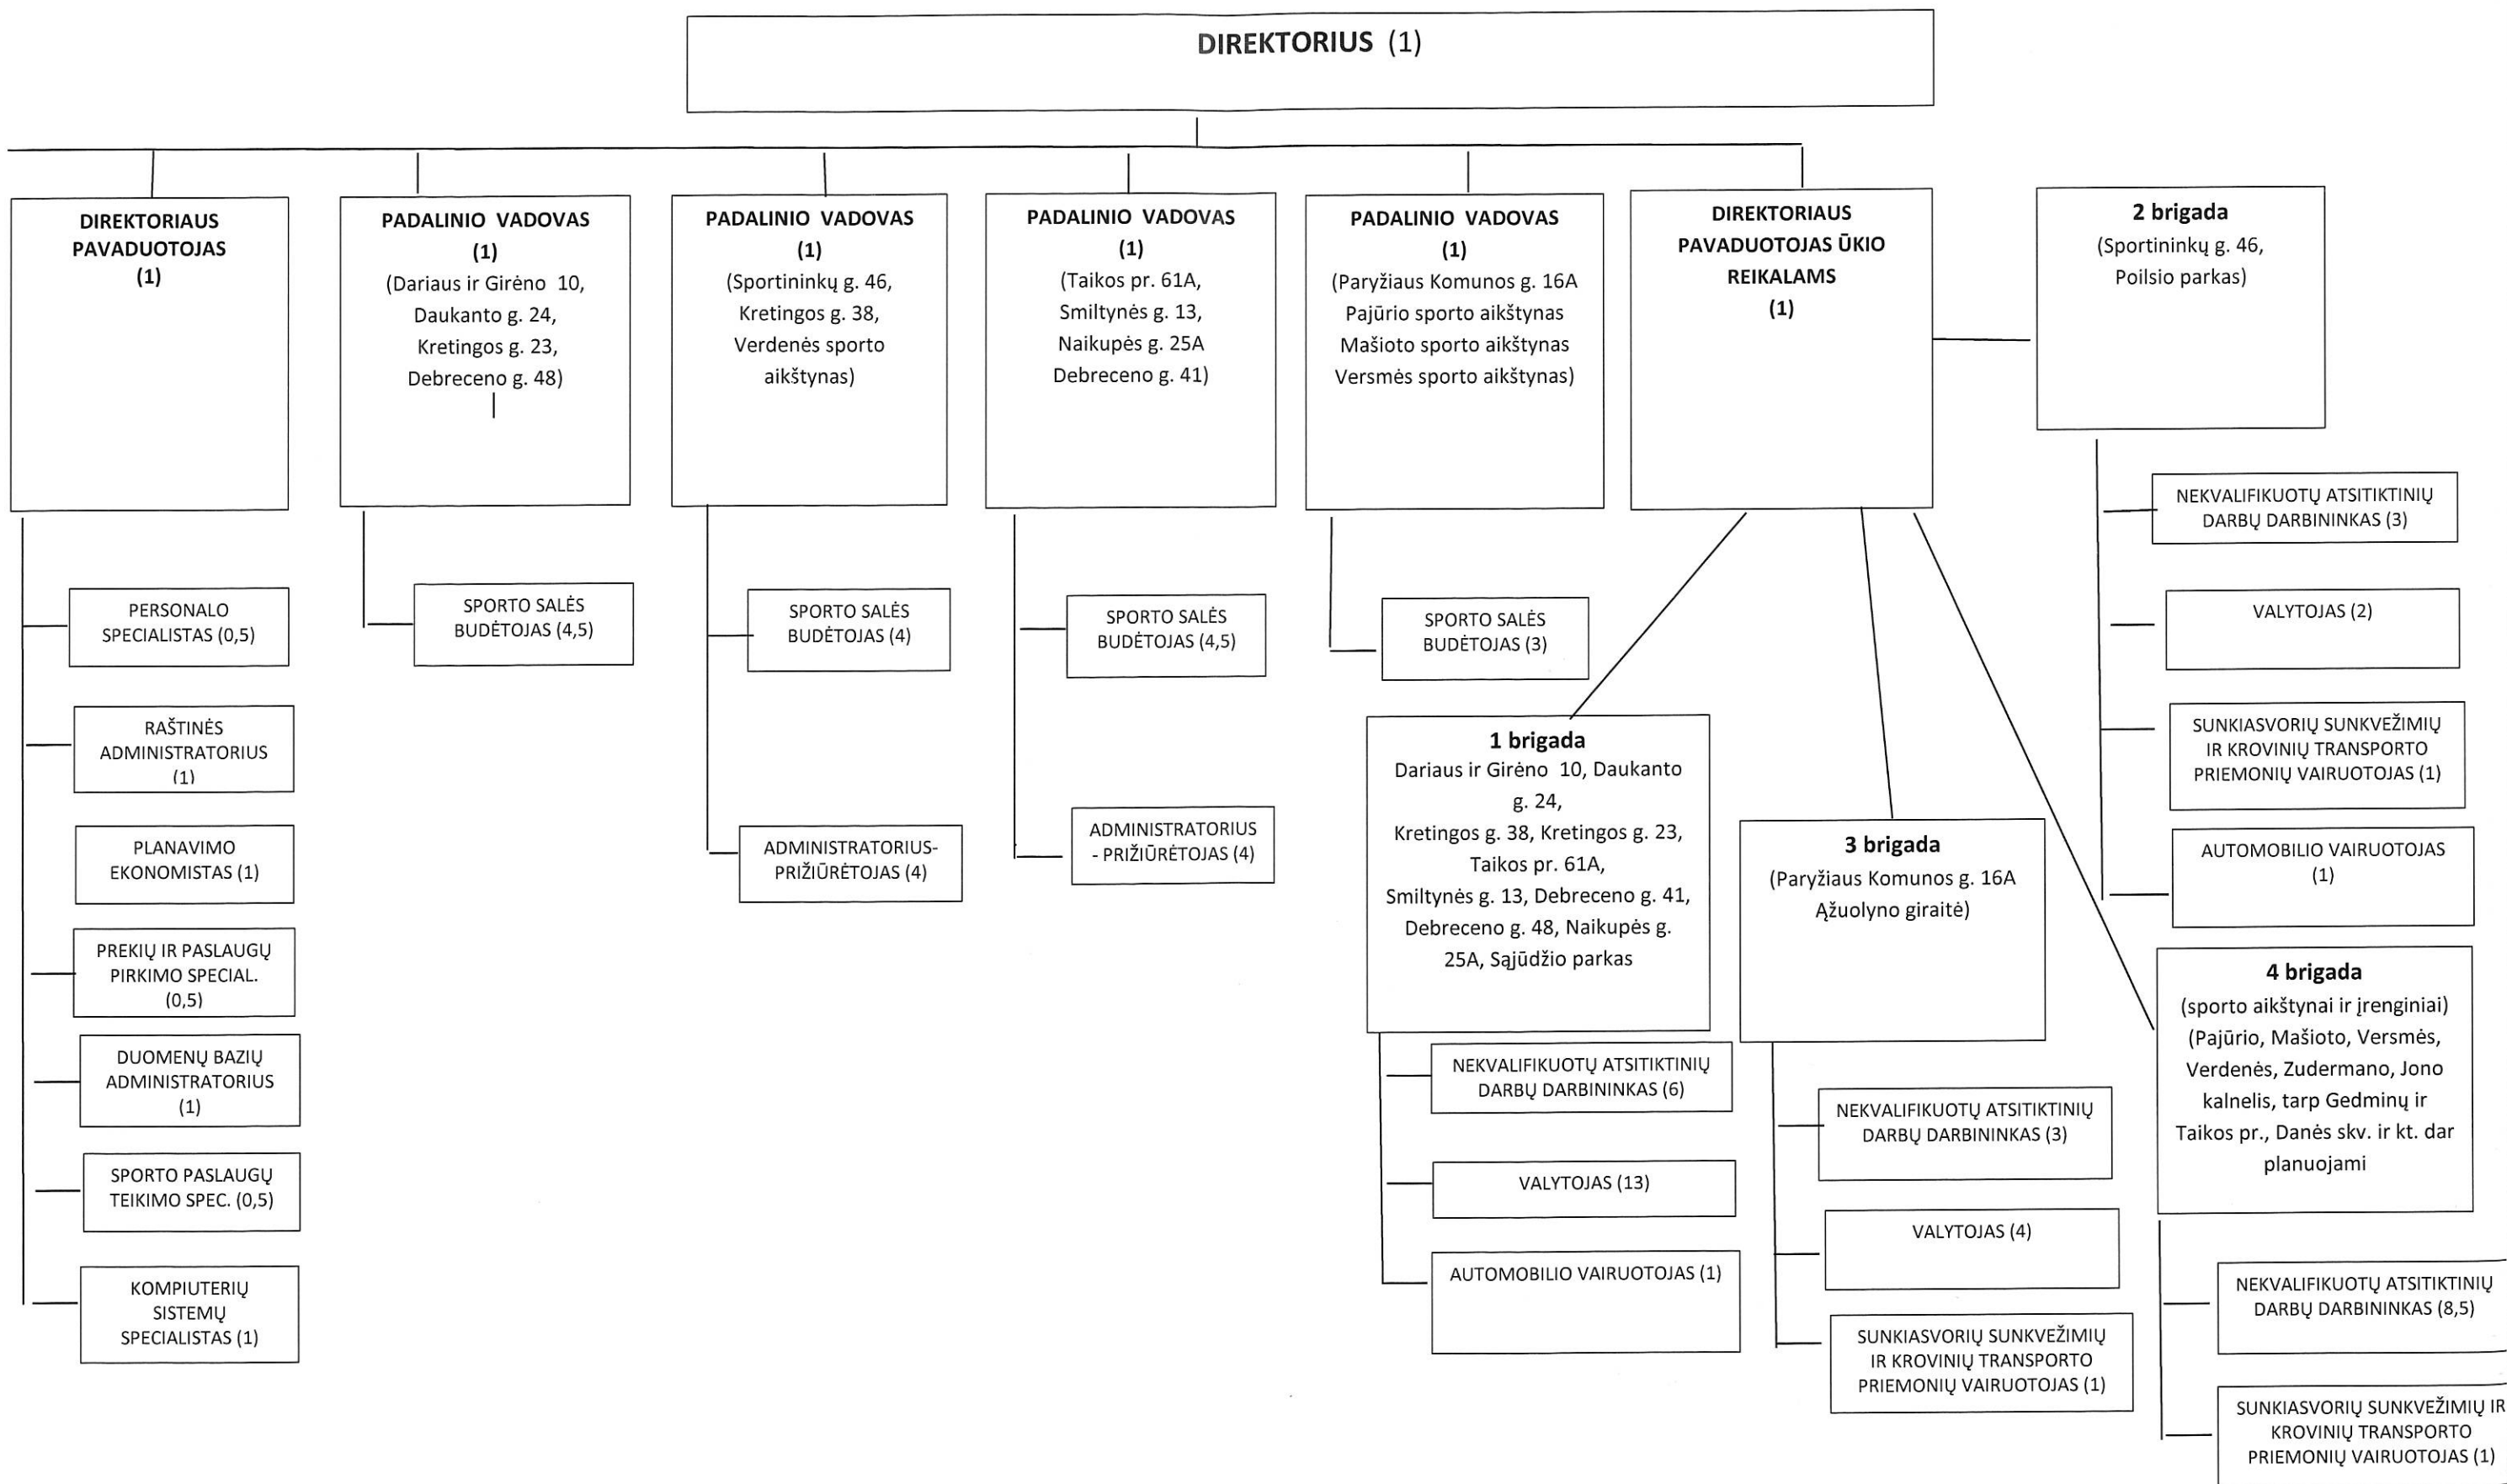 DIREKTORIUS (1)
DIREKTORIAUS
PAVADUOTOJAS
(1)
PADALINIO VADOVAS
(1)
(Dariaus ir Girėno 10,
Daukanto g. 24,
Kretingos g. 23,
Debreceno g. 48)
PADALINIO VADOVAS
(1)
(Sportininkų g. 46,
Kretingos g. 38,
Verdenės sporto
aikštynas)
PADALINIO VADOVAS
(1)
(Taikos pr. 61A,
Smiltynės g. 13,
Naikupės g. 25A
Debreceno g. 41)
PADALINIO VADOVAS
(1)
(Paryžiaus Komunos g. 16A
Pajūrio sporto aikštynas
Mašioto sporto aikštynas
Versmės sporto aikštynas)
DIREKTORIAUS
PAVADUOTOJAS ŪKIO
REIKALAMS
(1)
2 brigada
(Sportininkų g. 46,
Poilsio parkas)
PERSONALO
SPECIALISTAS (0,5)
RAŠTINĖS
ADMINISTRATORIUS
(1)
PLANAVIMO
EKONOMISTAS (1)
PREKIŲ IR PASLAUGŲ
PIRKIMO SPECIAL.
(0,5)
DUOMENŲ BAZIŲ
ADMINISTRATORIUS
(1)
SPORTO PASLAUGŲ
TEIKIMO SPEC. (0,5)
KOMPIUTERIŲ
SISTEMŲ
SPECIALISTAS (1)
SPORTO SALĖS
BUDĖTOJAS (4,5)
SPORTO SALĖS
BUDĖTOJAS (4)
ADMINISTRATORIUS-
PRIŽIŪRĖTOJAS (4)
SPORTO SALĖS
BUDĖTOJAS (4,5)
ADMINISTRATORIUS
- PRIŽIŪRĖTOJAS (4)
SPORTO SALĖS
BUDĖTOJAS (3)
1 brigada
Dariaus ir Girėno 10, Daukanto
g. 24,
Kretingos g. 38, Kretingos g. 23,
Taikos pr. 61A,
Smiltynės g. 13, Debreceno g. 41,
Debreceno g. 48, Naikupės g.
25A, Sąjūdžio parkas
NEKVALIFIKUOTŲ ATSITIKTINIŲ
DARBŲ DARBININKAS (6)
VALYTOJAS (13)
AUTOMOBILIO VAIRUOTOJAS (1)
3 brigada
(Paryžiaus Komunos g. 16A
Ąžuolyno giraitė)
NEKVALIFIKUOTŲ ATSITIKTINIŲ
DARBŲ DARBININKAS (3)
VALYTOJAS (4)
SUNKIASVORIŲ SUNKVEŽIMIŲ
IR KROVINIŲ TRANSPORTO
PRIEMONIŲ VAIRUOTOJAS (1)
NEKVALIFIKUOTŲ ATSITIKTINIŲ
DARBŲ DARBININKAS (3)
VALYTOJAS (2)
SUNKIASVORIŲ SUNKVEŽIMIŲ
IR KROVINIŲ TRANSPORTO
PRIEMONIŲ VAIRUOTOJAS (1)
AUTOMOBILIO VAIRUOTOJAS
(1)
4 brigada
(sporto aikštynai ir įrenginiai)
(Pajūrio, Mašioto, Versmės,
Verdenės, Zudermano, Jono
kalnelis, tarp Gedminų ir
Taikos pr., Danės skv. ir kt. dar
planuojami
NEKVALIFIKUOTŲ ATSITIKTINIŲ
DARBŲ DARBININKAS (8,5)
SUNKIASVORIŲ SUNKVEŽIMIŲ IR
KROVINIŲ TRANSPORTO
PRIEMONIŲ VAIRUOTOJAS (1)